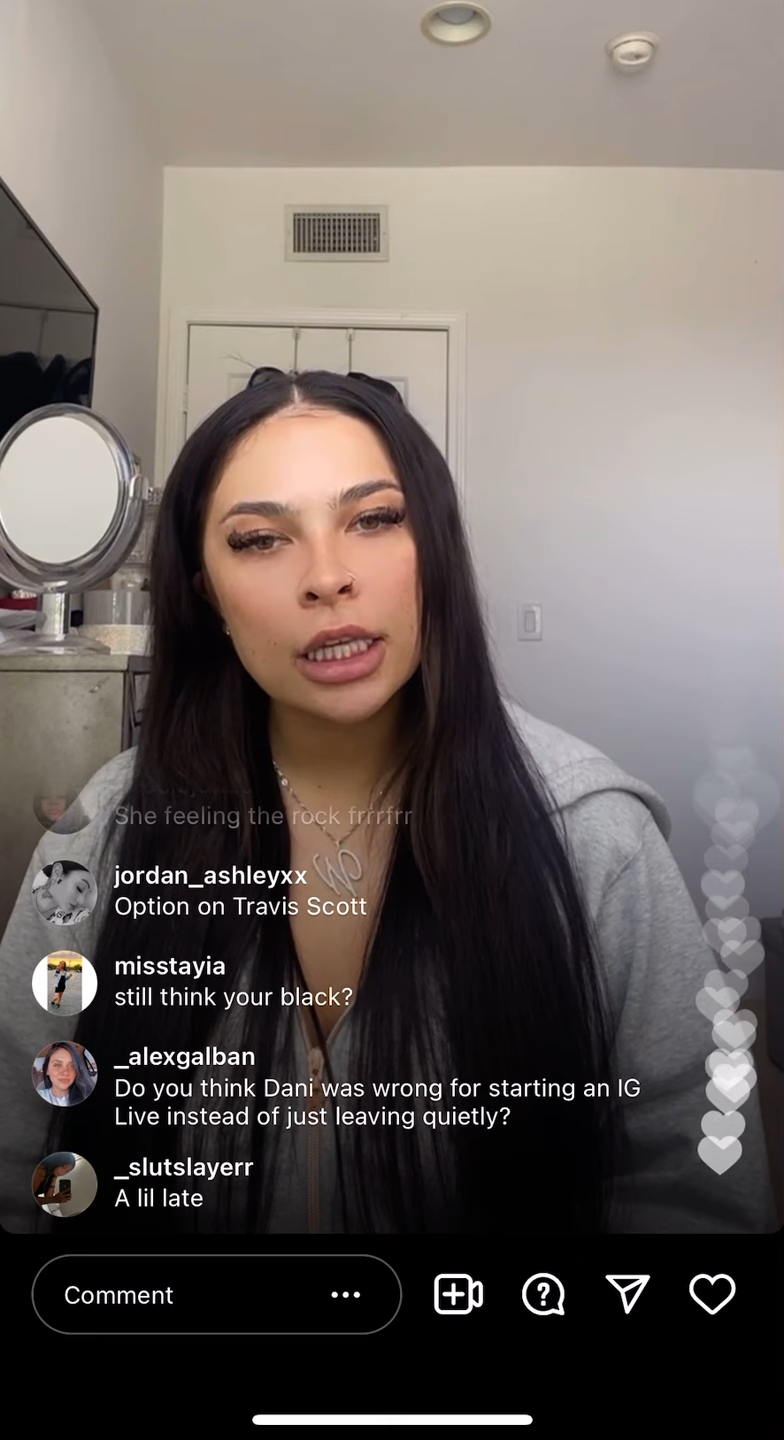 She feeling the rock frrrfrr
jordan_ashleyxx
Option on Travis Scott
misstayia
still think your black?
_alexgalban
Do you think Dani was wrong for starting an IG
Live instead of just leaving quietly?
_slutslayerr
A lil late
Comment